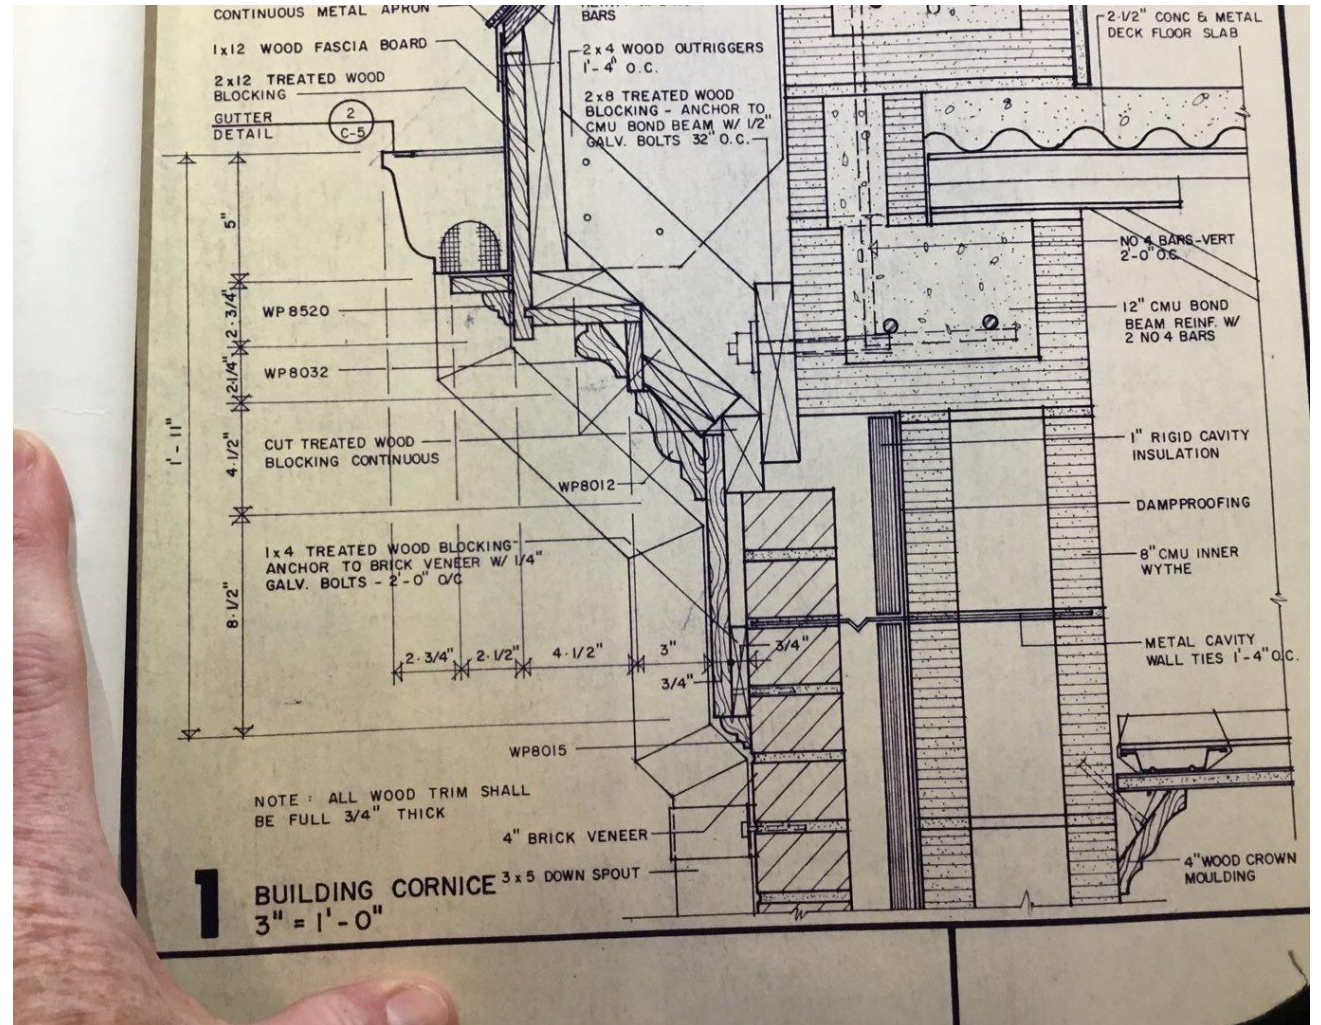 CONTINUOUS METAL APRON
1x12 WOOD FASCIA BOARD
2x12 TREATED WOOD
BLOCKING
GUTTER
DETAIL
2
C-5
BARS
2x4 WOOD OUTRIGGERS
1'-4" O.C.
2x8 TREATED WOOD
BLOCKING - ANCHOR TO
CMU BOND BEAM W/ 1/2"
GALV. BOLTS 32" O.C.
2-1/2" CONC & METAL
DECK FLOOR SLAB
NO 4 BARS-VERT
2'-0" O.C.
12" CMU BOND
BEAM REINF. W/
2 NO 4 BARS
1" RIGID CAVITY
INSULATION
DAMPPROOFING
8" CMU INNER
WYTHE
METAL CAVITY
WALL TIES 1'-4" O.C.
4" WOOD CROWN
MOULDING
5"
2-3/4"
2-1/4"
4-1/2"
8-1/2"
1'-11"
WP8520
WP8032
CUT TREATED WOOD
BLOCKING CONTINUOUS
WP8012
1x4 TREATED WOOD BLOCKING-
ANCHOR TO BRICK VENEER W/ 1/4"
GALV. BOLTS - 2'-0" O/C
2-3/4"
2-1/2"
4-1/2"
3"
3/4"
3/4"
WP8015
NOTE: ALL WOOD TRIM SHALL
BE FULL 3/4" THICK
4" BRICK VENEER
3x5 DOWN SPOUT
1 BUILDING CORNICE
3" = 1'-0"